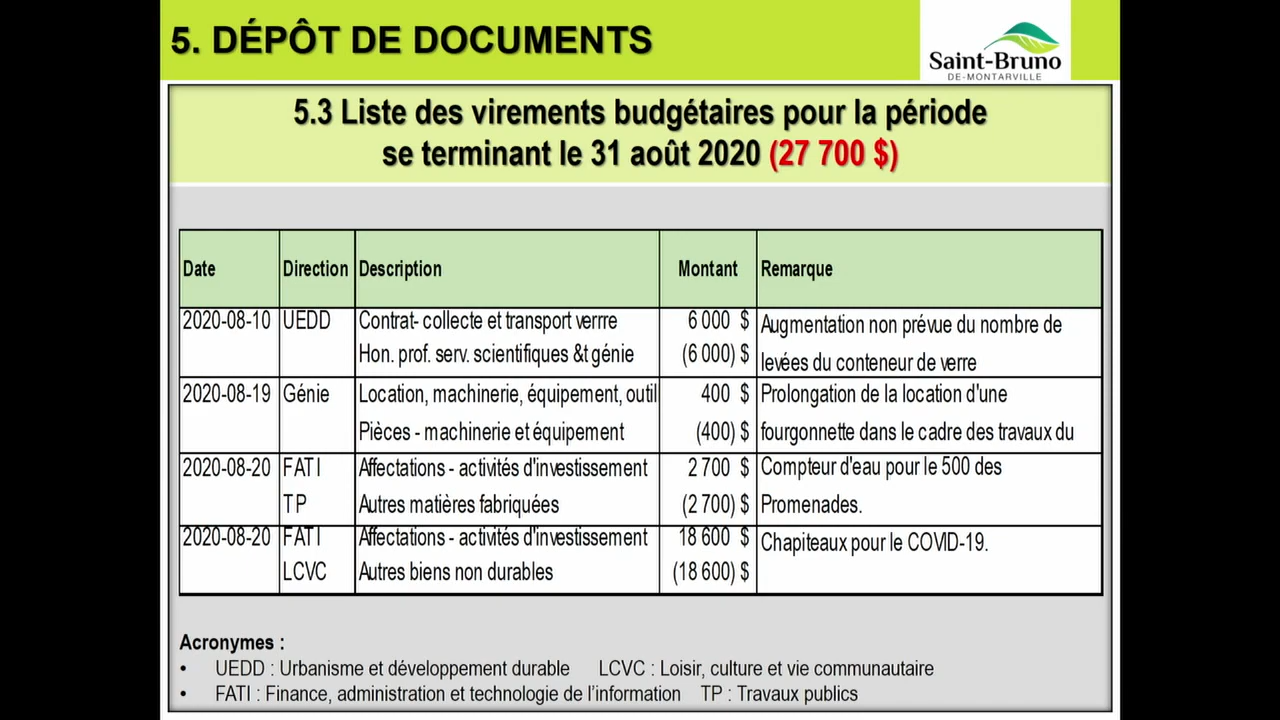 5. DÉPÔT DE DOCUMENTS
Saint-Bruno
DE-MONTARVILLE
5.3 Liste des virements budgétaires pour la période
se terminant le 31 août 2020 (27 700 $)
Date Direction Description Montant Remarque
2020-08-10 UEDD Contrat- collecte et transport verrre 6 000 $ Augmentation non prévue du nombre de
Hon. prof. serv. scientifiques &t génie (6 000) $ levées du conteneur de verre
2020-08-19 Génie Location, machinerie, équipement, outil 400 $ Prolongation de la location d'une
Pièces - machinerie et équipement (400) $ fourgonnette dans le cadre des travaux du
2020-08-20 FATI Affectations - activités d'investissement 2 700 $ Compteur d'eau pour le 500 des
TP Autres matières fabriquées (2 700) $ Promenades.
2020-08-20 FATI Affectations - activités d'investissement 18 600 $ Chapiteaux pour le COVID-19.
LCVC Autres biens non durables (18 600) $
Acronymes :
• UEDD : Urbanisme et développement durable LCVC : Loisir, culture et vie communautaire
• FATI : Finance, administration et technologie de l'information TP : Travaux publics